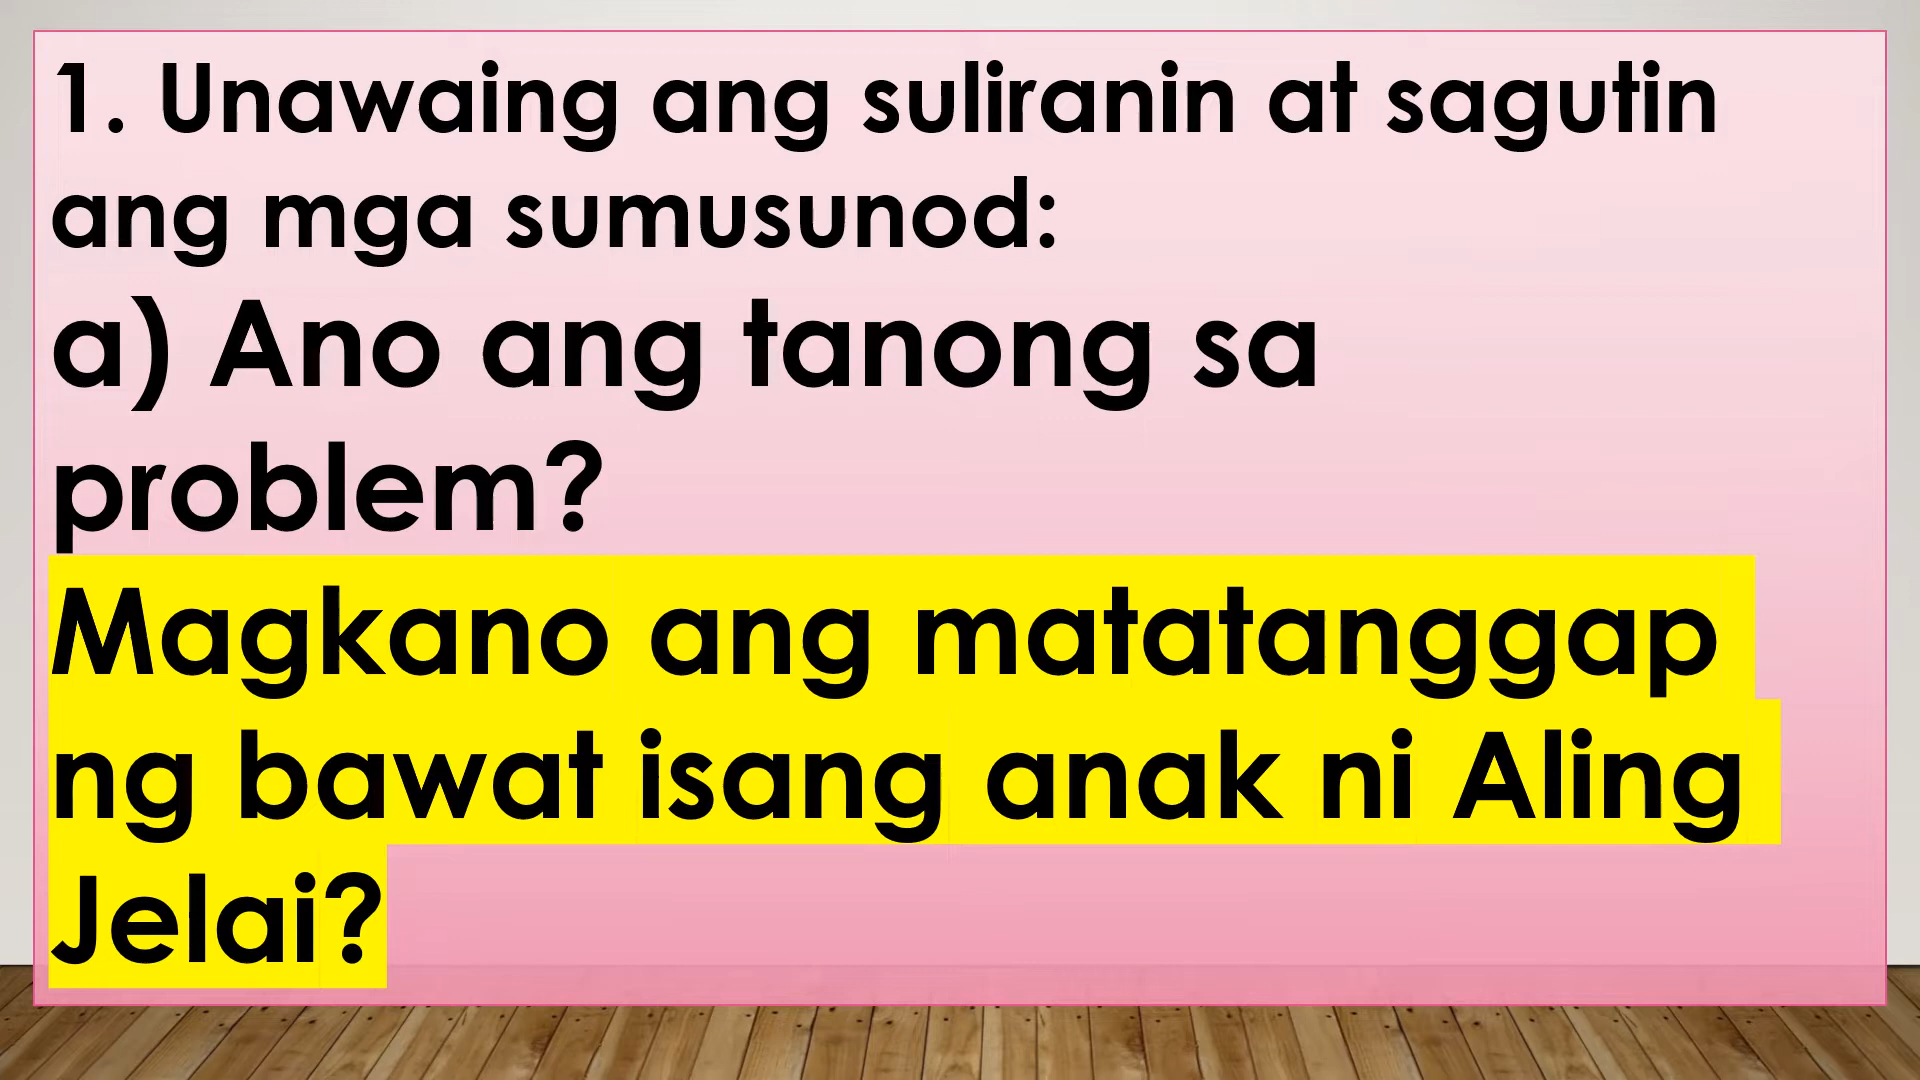 1. Unawaing ang suliranin at sagutin
ang mga sumusunod:
a) Ano ang tanong sa
problem?
Magkano ang matatanggap
ng bawat isang anak ni Aling
Jelai?